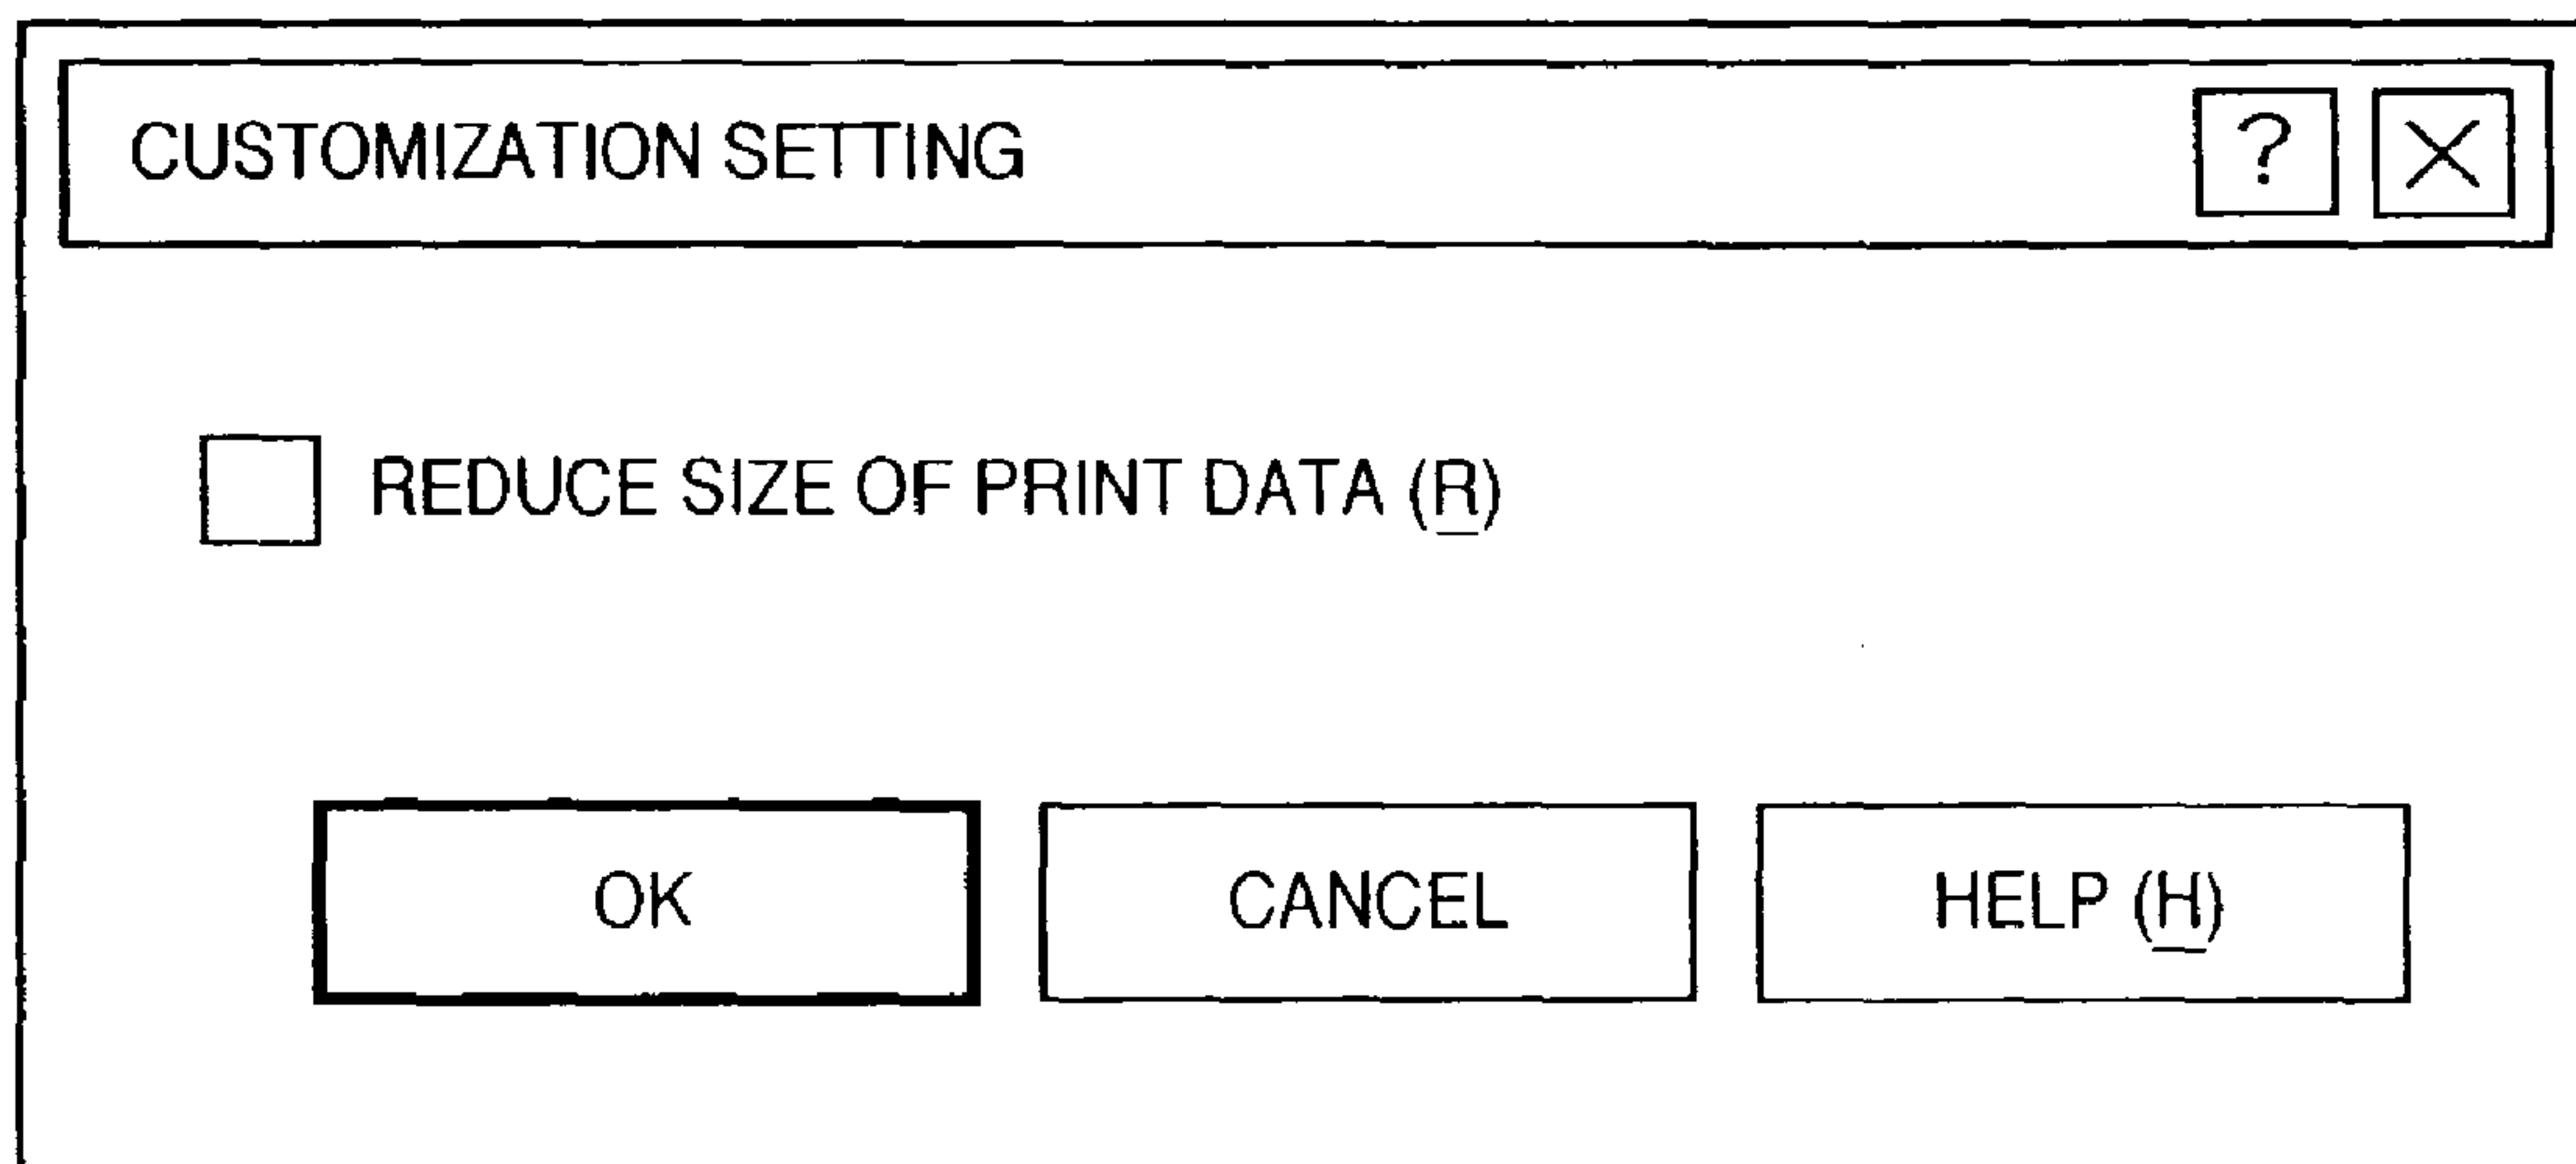 CUSTOMIZATION SETTING ? X
REDUCE SIZE OF PRINT DATA (R)
OK CANCEL HELP (H)